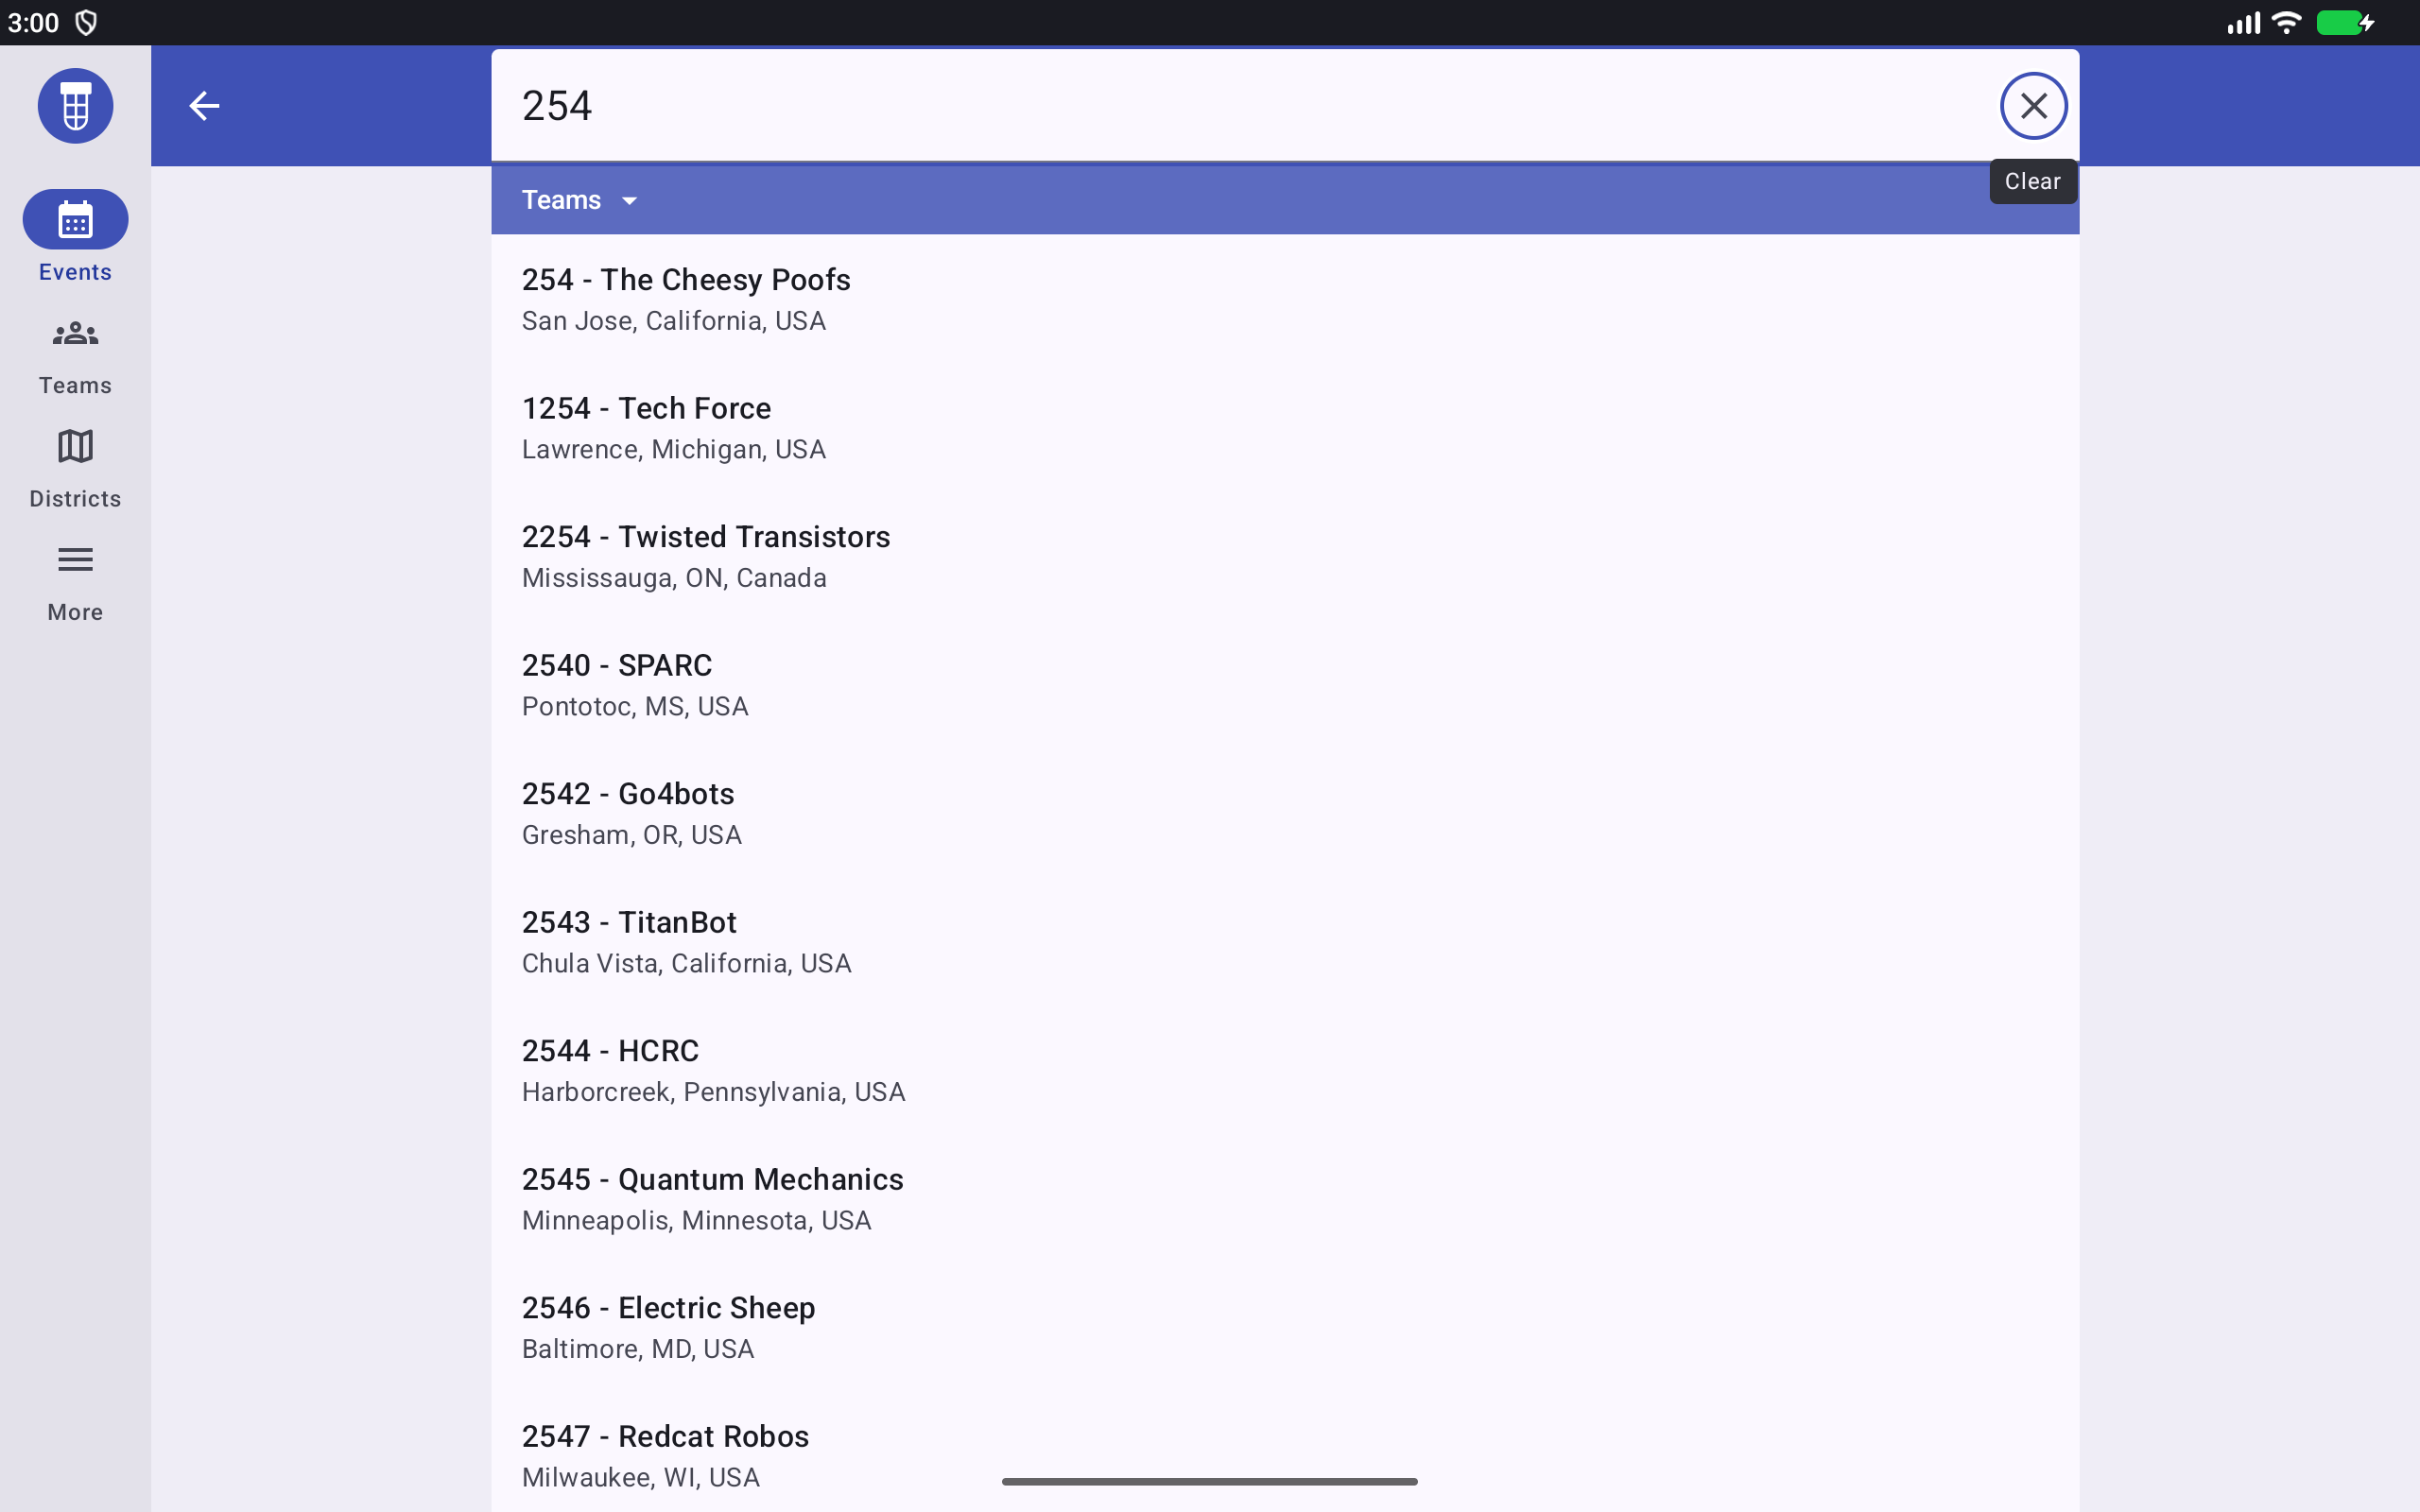 3:00
254
Clear
Teams
Events
Teams
Districts
More
254 - The Cheesy Poofs
San Jose, California, USA
1254 - Tech Force
Lawrence, Michigan, USA
2254 - Twisted Transistors
Mississauga, ON, Canada
2540 - SPARC
Pontotoc, MS, USA
2542 - Go4bots
Gresham, OR, USA
2543 - TitanBot
Chula Vista, California, USA
2544 - HCRC
Harborcreek, Pennsylvania, USA
2545 - Quantum Mechanics
Minneapolis, Minnesota, USA
2546 - Electric Sheep
Baltimore, MD, USA
2547 - Redcat Robos
Milwaukee, WI, USA